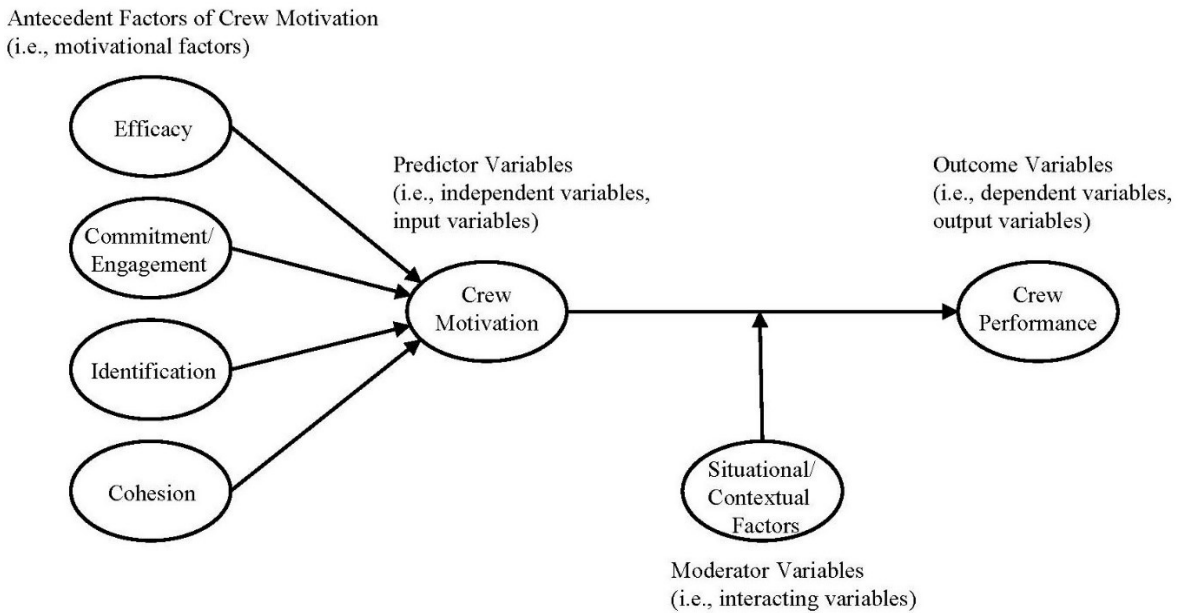 Antecedent Factors of Crew Motivation
(i.e., motivational factors)
Efficacy
Commitment/
Engagement
Identification
Cohesion
Predictor Variables
(i.e., independent variables,
input variables)
Crew
Motivation
Outcome Variables
(i.e., dependent variables,
output variables)
Crew
Performance
Situational/
Contextual
Factors
Moderator Variables
(i.e., interacting variables)